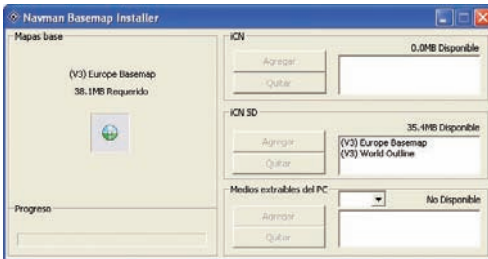 Navman Basemap Installer
Mapas base
(V3) Europe Basemap
38.1MB Requerido
Progreso
iCN
0.0MB Disponible
Agregar
Quitar
iCN SD
35.4MB Disponible
Agregar
Quitar
(V3) Europe Basemap
(V3) World Outline
Medios extraíbles del PC
No Disponible
Agregar
Quitar